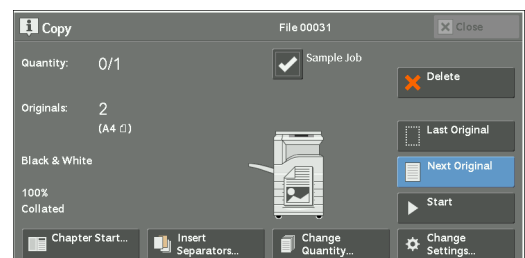 Copy File 00031 Close
Quantity: 0/1 Sample Job
Delete
Originals: 2
(A4)
Last Original
Black & White Next Original
100%
Collated
Start
Chapter Start... Insert Separators... Change Quantity... Change Settings...